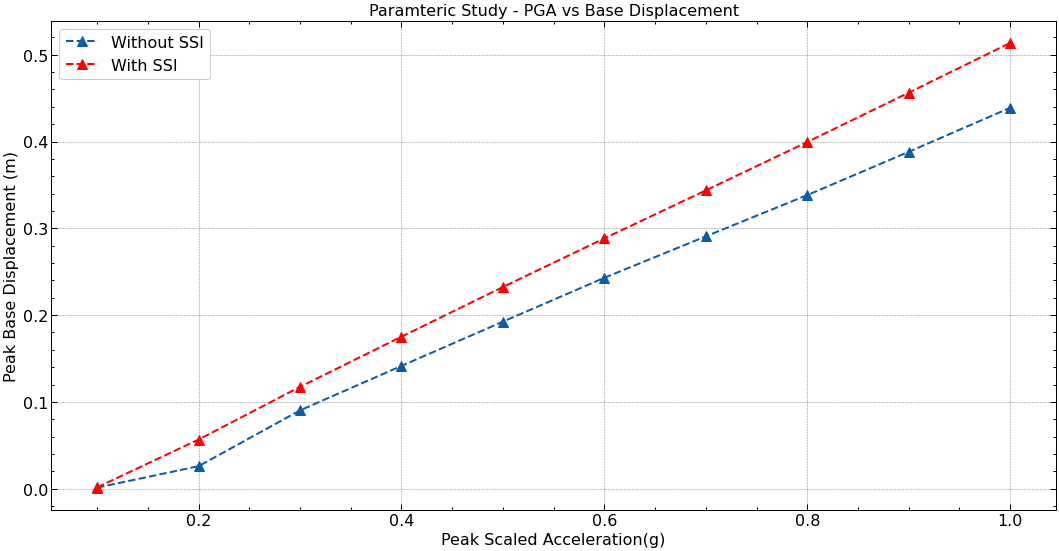 Paramteric Study - PGA vs Base Displacement
Without SSI
With SSI
Peak Base Displacement (m)
0.5
0.4
0.3
0.2
0.1
0.0
0.2 0.4 0.6 0.8 1.0
Peak Scaled Acceleration(g)